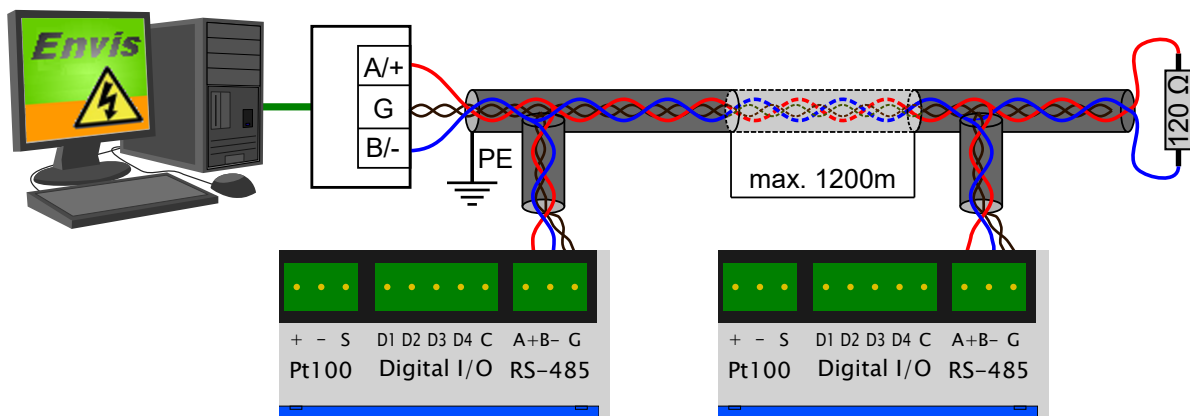 Envis
A/+
G
B/-
PE
max. 1200m
120 Ω
+ - S D1 D2 D3 D4 C A+B- G
Pt100 Digital I/O RS-485
+ - S D1 D2 D3 D4 C A+B- G
Pt100 Digital I/O RS-485